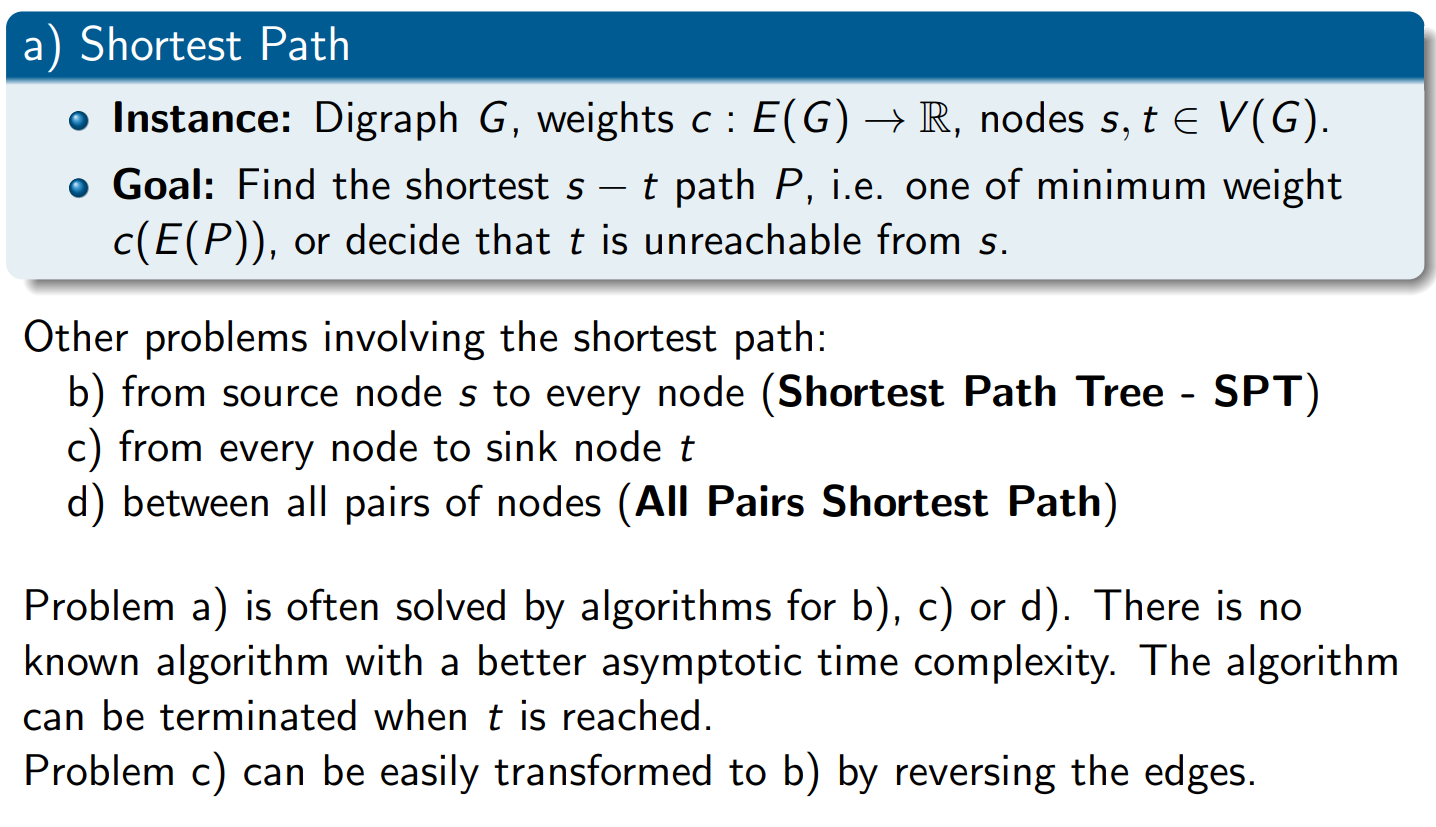 a) Shortest Path
• Instance: Digraph G, weights c : E(G) → ℝ, nodes s, t ∈ V(G).
• Goal: Find the shortest s − t path P, i.e. one of minimum weight
c(E(P)), or decide that t is unreachable from s.
Other problems involving the shortest path:
b) from source node s to every node (Shortest Path Tree - SPT)
c) from every node to sink node t
d) between all pairs of nodes (All Pairs Shortest Path)
Problem a) is often solved by algorithms for b), c) or d). There is no
known algorithm with a better asymptotic time complexity. The algorithm
can be terminated when t is reached.
Problem c) can be easily transformed to b) by reversing the edges.